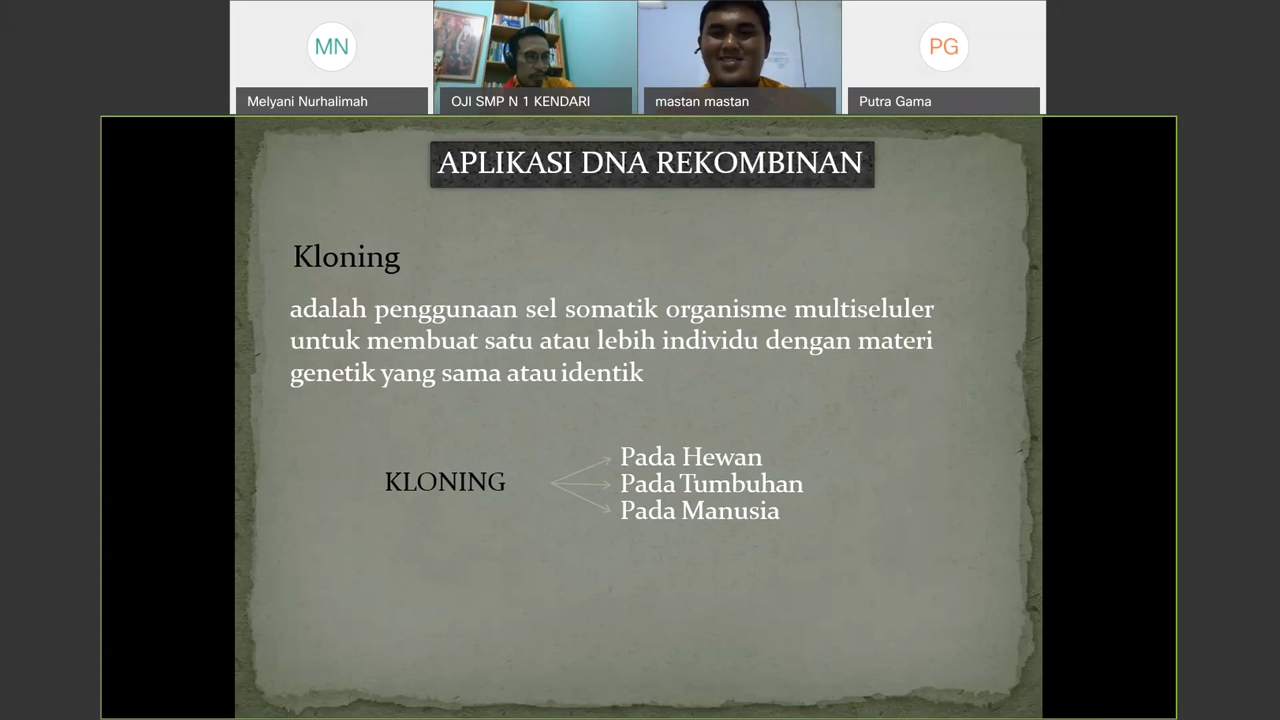 MN
PG
Melyani Nurhalimah
OJI SMP N 1 KENDARI
mastan mastan
Putra Gama
APLIKASI DNA REKOMBINAN
Kloning
adalah penggunaan sel somatik organisme multiseluler
untuk membuat satu atau lebih individu dengan materi
genetik yang sama atau identik
KLONING
Pada Hewan
Pada Tumbuhan
Pada Manusia